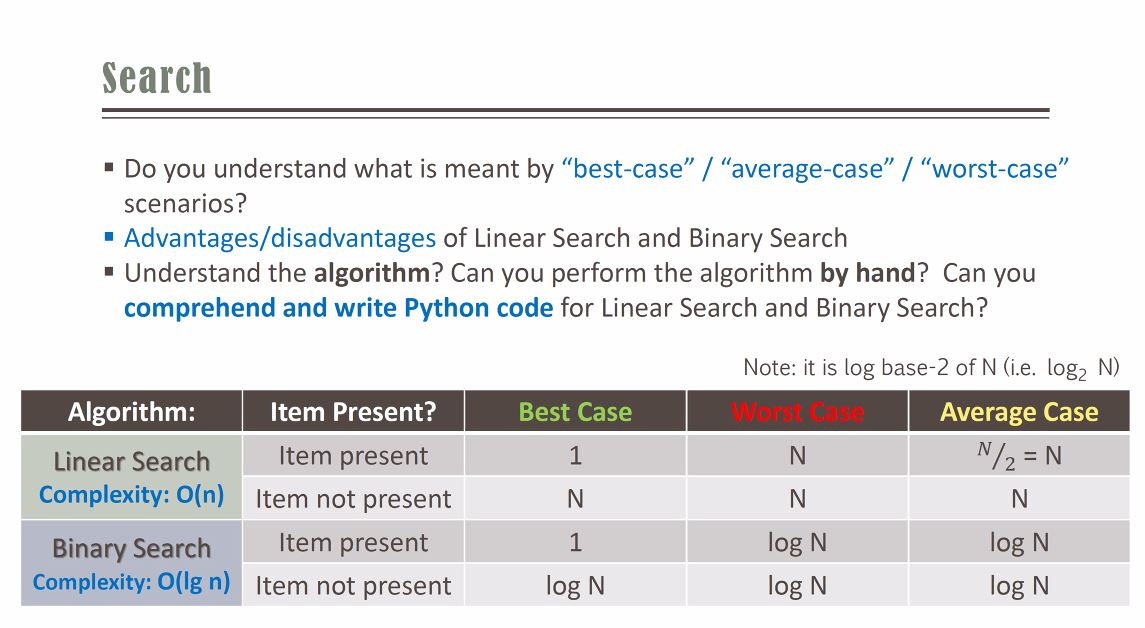 Search
▪ Do you understand what is meant by “best-case” / “average-case” / “worst-case”
scenarios?
▪ Advantages/disadvantages of Linear Search and Binary Search
▪ Understand the algorithm? Can you perform the algorithm by hand? Can you
comprehend and write Python code for Linear Search and Binary Search?
Note: it is log base-2 of N (i.e. log₂ N)
Algorithm: Item Present? Best Case Worst Case Average Case
Linear Search
Complexity: O(n)
Item present 1 N N/2 = N
Item not present N N N
Binary Search
Complexity: O(lg n)
Item present 1 log N log N
Item not present log N log N log N